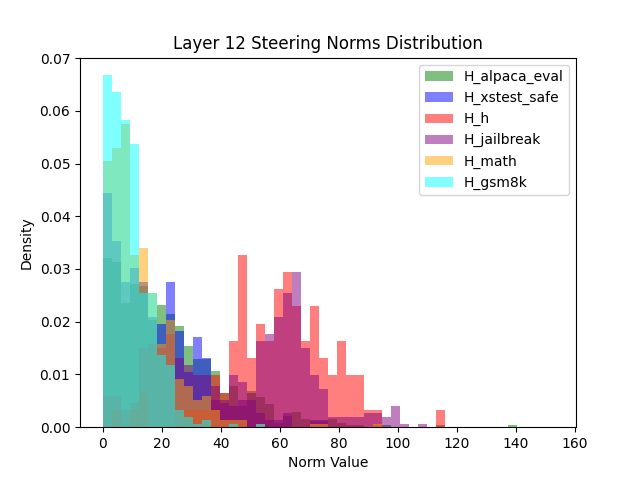 Layer 12 Steering Norms Distribution
0.07
0.06
0.05
0.04
0.03
0.02
0.01
0.00
Density
H_alpaca_eval
H_xstest_safe
H_h
H_jailbreak
H_math
H_gsm8k
0 20 40 60 80 100 120 140 160
Norm Value